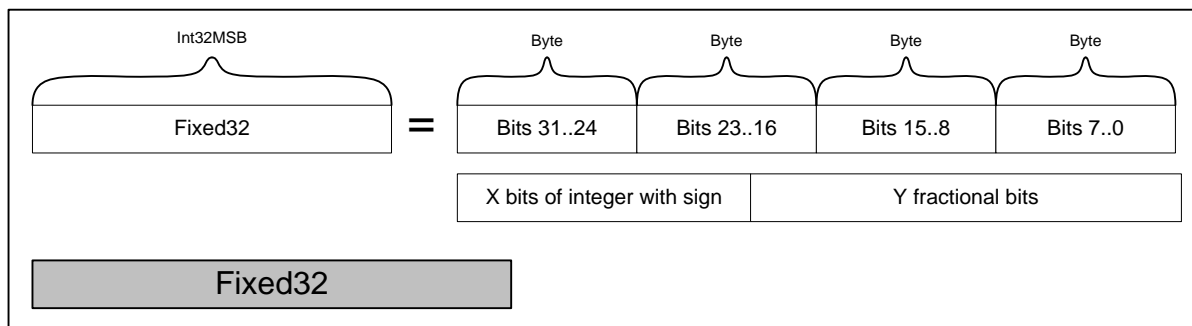 Int32MSB Byte Byte Byte Byte
Fixed32 = Bits 31..24 Bits 23..16 Bits 15..8 Bits 7..0
X bits of integer with sign Y fractional bits
Fixed32